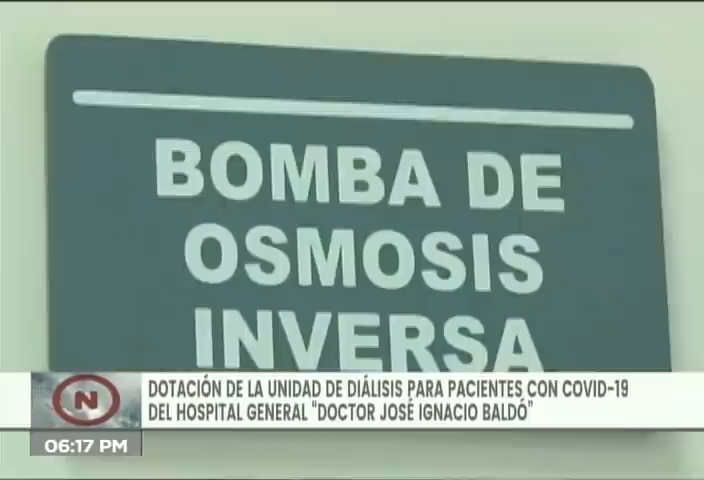 BOMBA DE
OSMOSIS
INVERSA
DOTACIÓN DE LA UNIDAD DE DIÁLISIS PARA PACIENTES CON COVID-19
DEL HOSPITAL GENERAL "DOCTOR JOSÉ IGNACIO BALDÓ"
N
06:17 PM